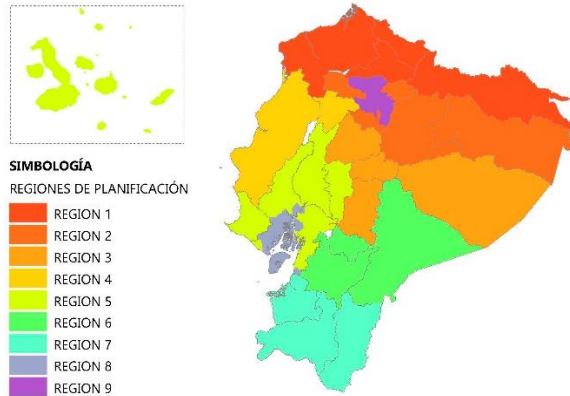 SIMBOLOGÍA
REGIONES DE PLANIFICACIÓN
REGION 1
REGION 2
REGION 3
REGION 4
REGION 5
REGION 6
REGION 7
REGION 8
REGION 9